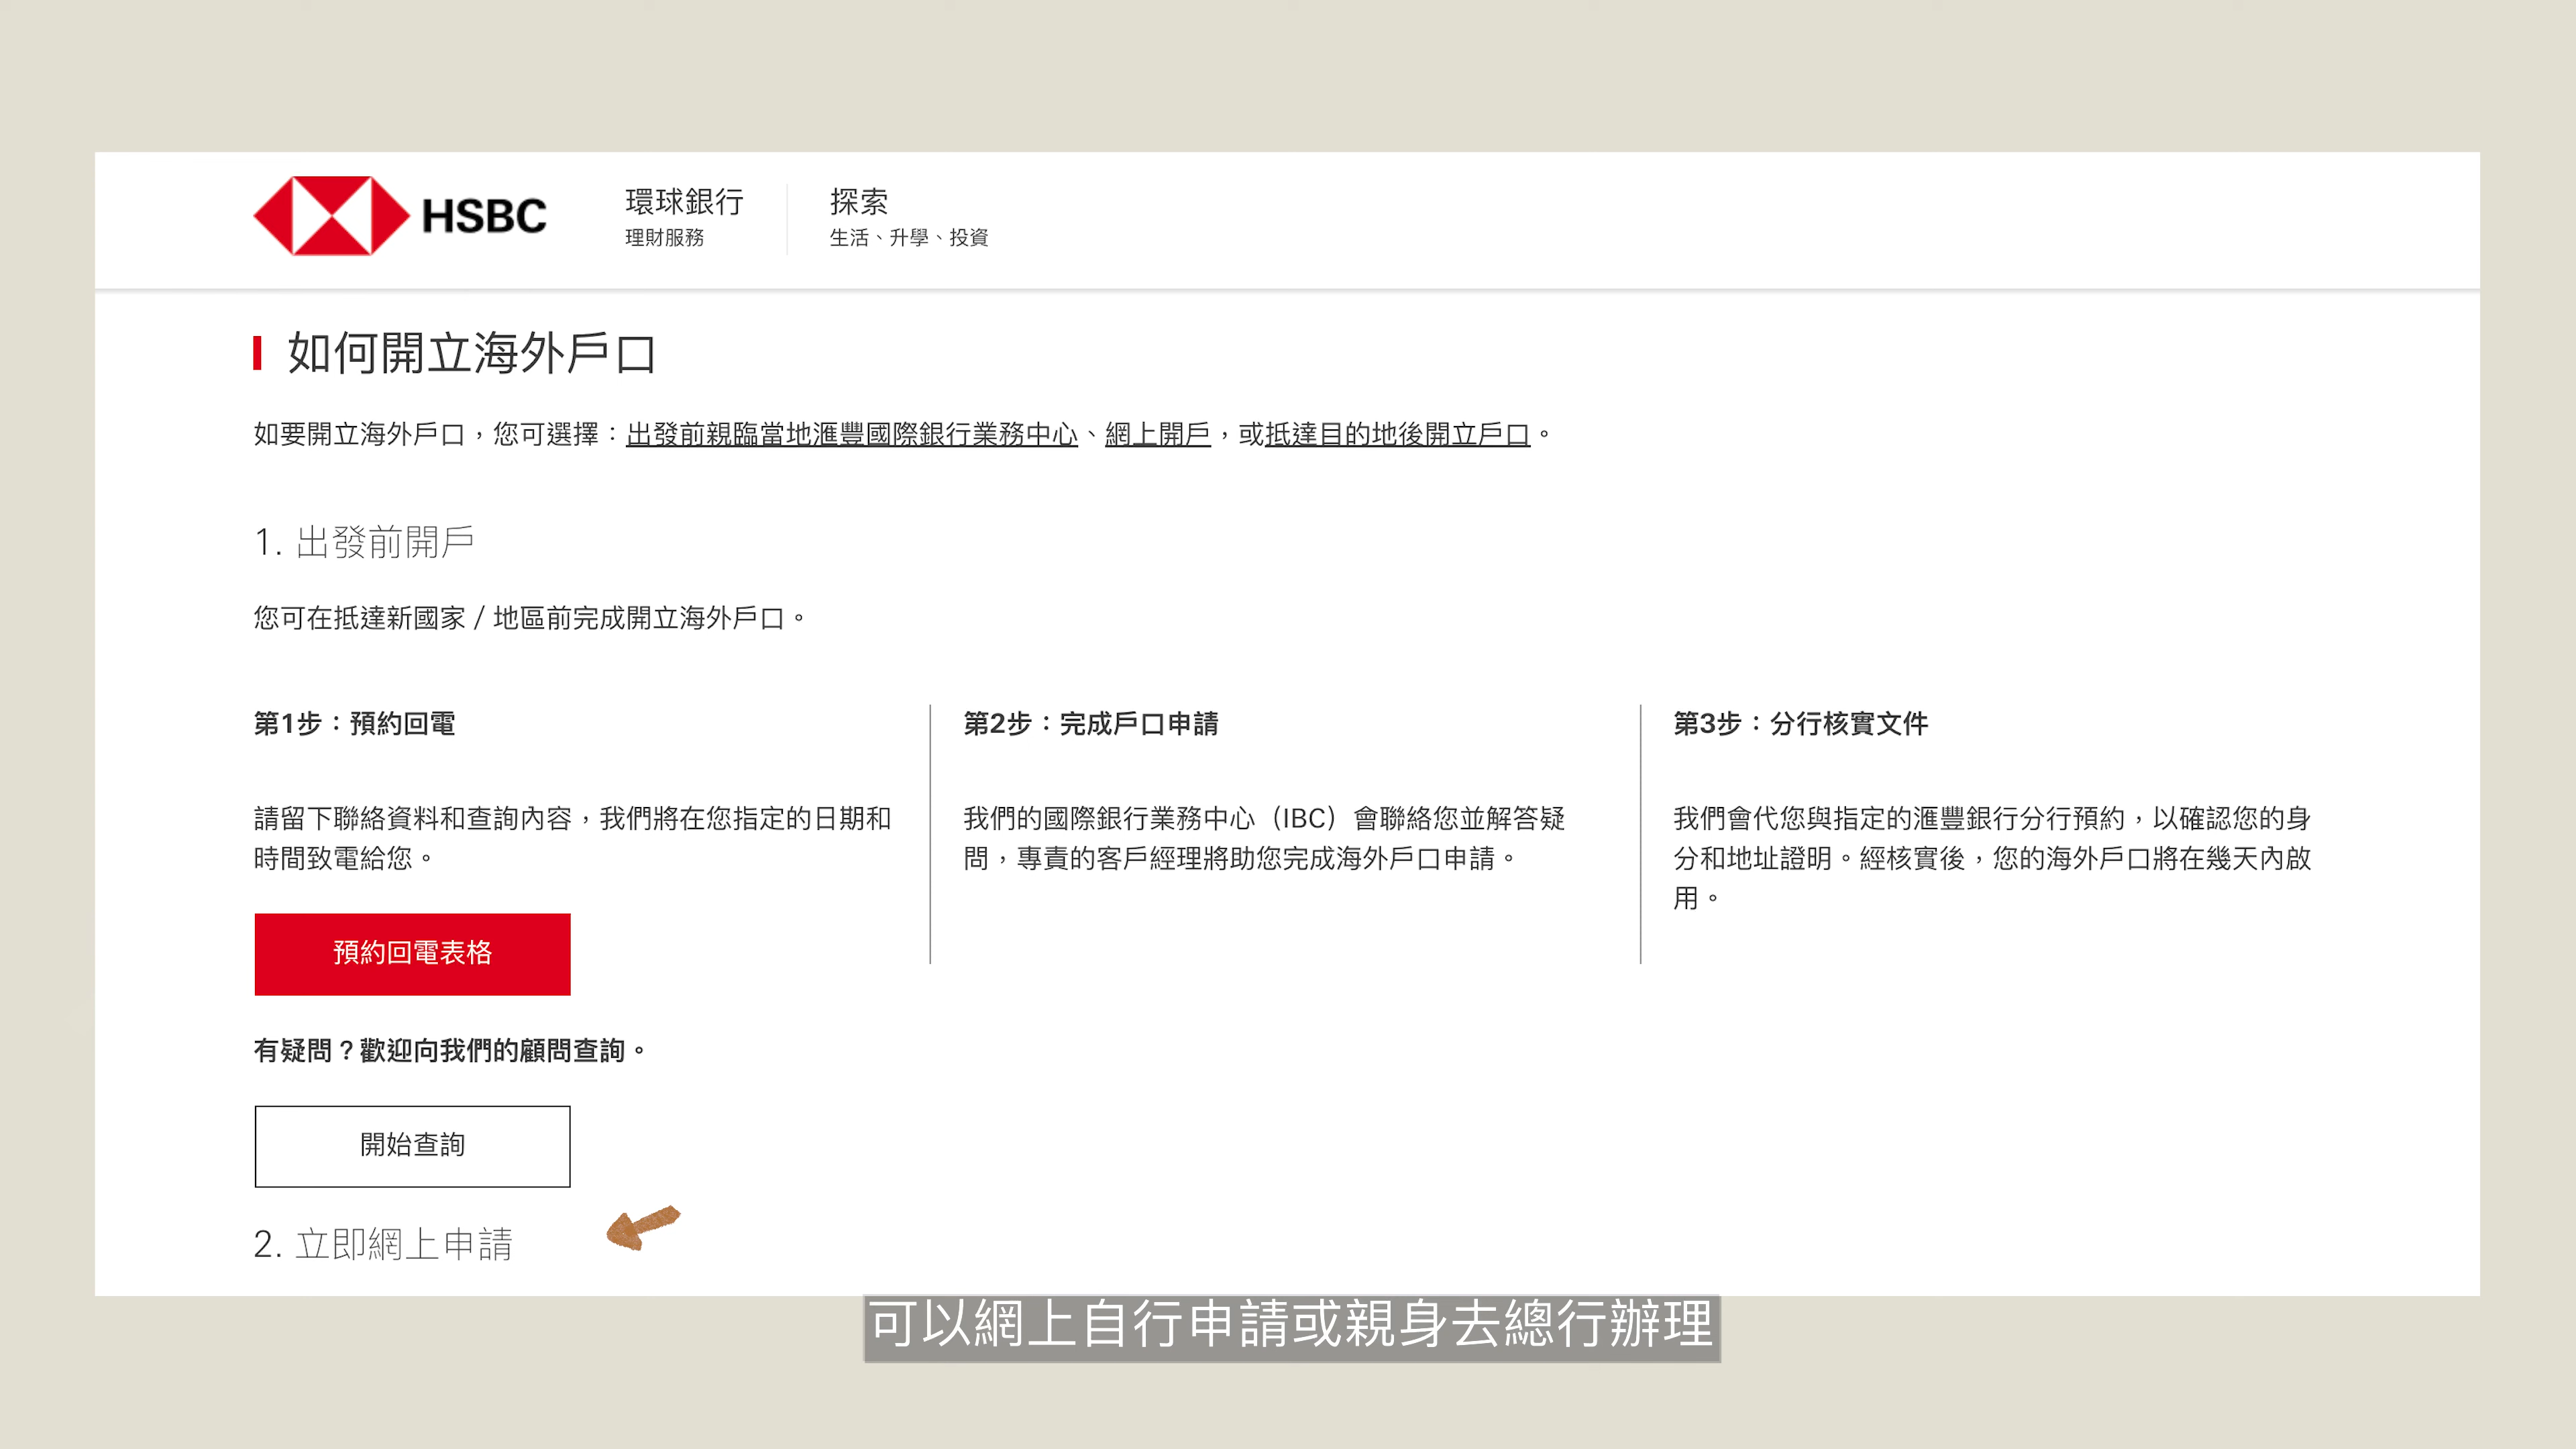 HSBC
環球銀行
理財服務
探索
生活、升學、投資
如何開立海外戶口
如要開立海外戶口，您可選擇：出發前親臨當地滙豐國際銀行業務中心、網上開戶，或抵達目的地後開立戶口。
1. 出發前開戶
您可在抵達新國家 / 地區前完成開立海外戶口。
第1步：預約回電
請留下聯絡資料和查詢內容，我們將在您指定的日期和
時間致電給您。
預約回電表格
有疑問？歡迎向我們的顧問查詢。
開始查詢
第2步：完成戶口申請
我們的國際銀行業務中心（IBC）會聯絡您並解答疑
問，專責的客戶經理將助您完成海外戶口申請。
第3步：分行核實文件
我們會代您與指定的滙豐銀行分行預約，以確認您的身
分和地址證明。經核實後，您的海外戶口將在幾天內啟
用。
2. 立即網上申請
可以網上自行申請或親身去總行辦理